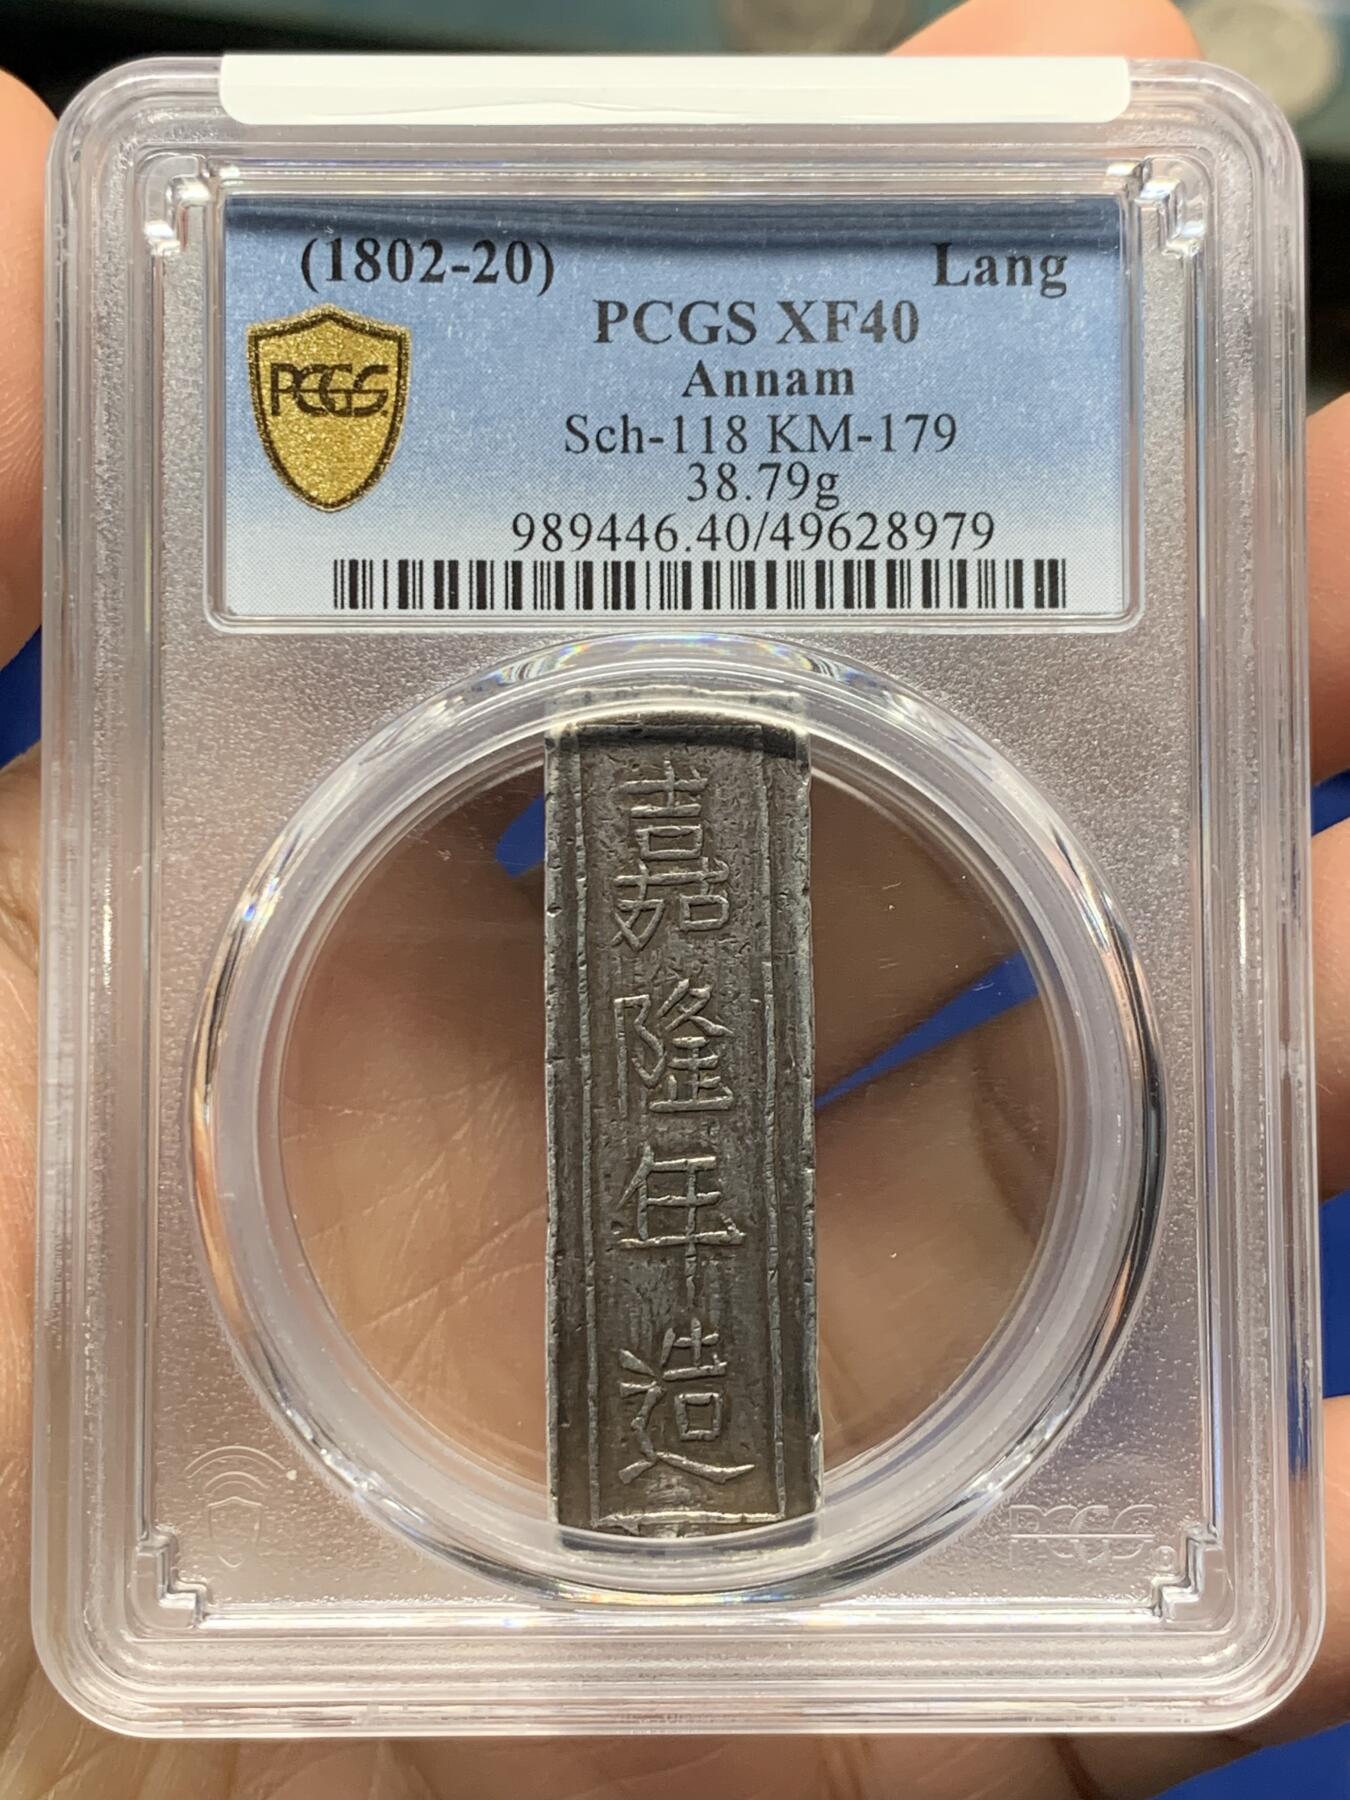 (1802-20) Lang
PCGS XF40
PCGS
Annam
Sch-118 KM-179
38.79g
989446.40/49628979
嘉隆年造
PCGS